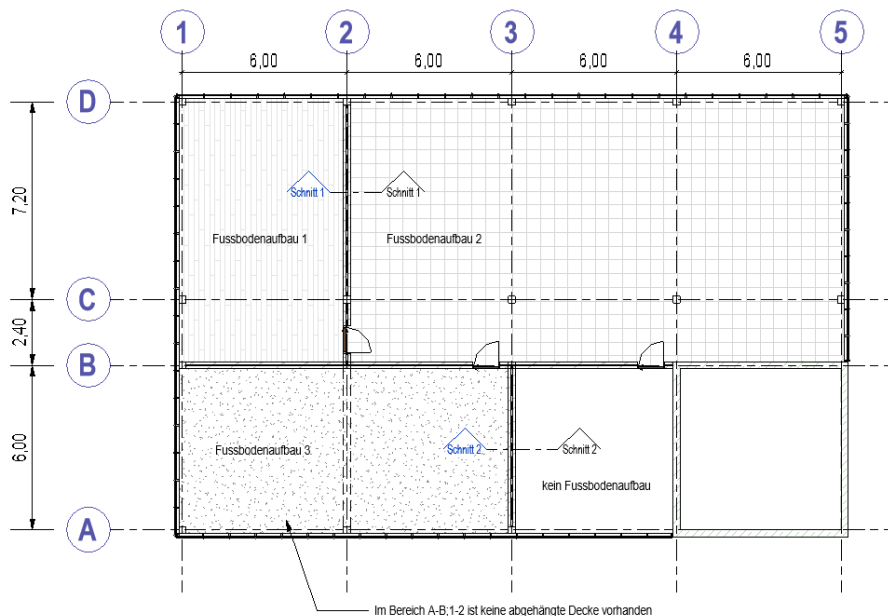 1 2 3 4 5
6,00 6,00 6,00 6,00
D
7,20
Schnitt 1 Schnitt 1
Fussbodenaufbau 1 Fussbodenaufbau 2
C
2,40
B
6,00
Fussbodenaufbau 3 Schnitt 2 Schnitt 2
kein Fussbodenaufbau
A
Im Bereich A-B;1-2 ist keine abgehängte Decke vorhanden